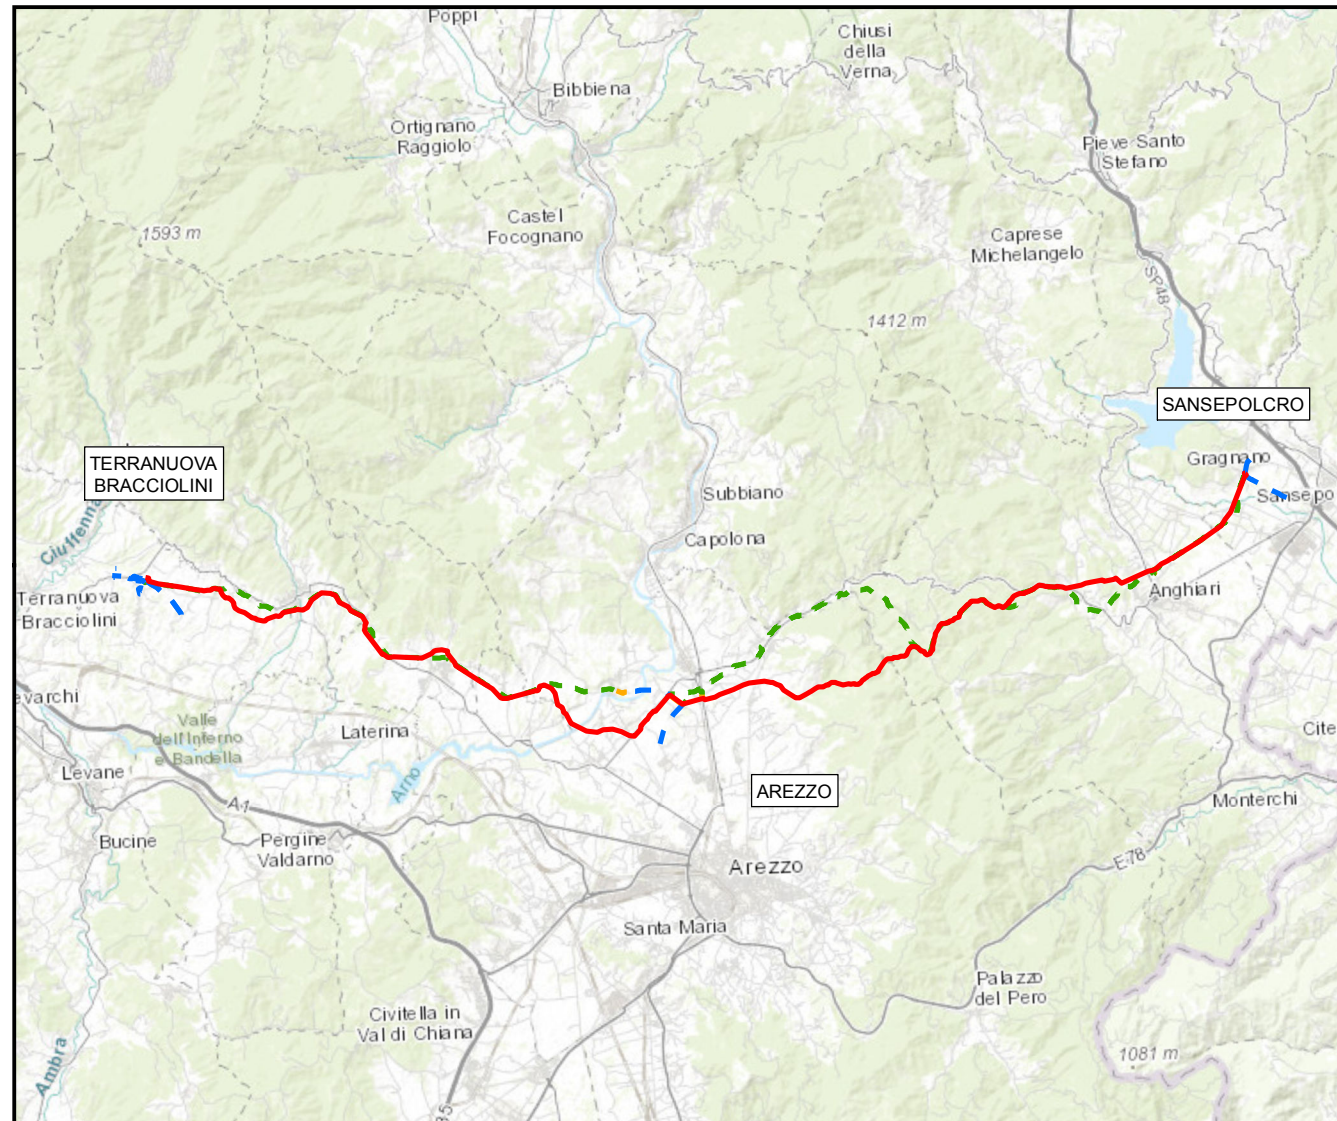 Poppi
Chiusi
della
Verna
Bibbiena
Ortignano
Raggiolo
Pieve Santo
Stefano
Castel
Focognano
1593 m
Caprese
Michelangelo
SP48
1412 m
SANSEPOLCRO
TERRANUOVA
BRACCIOLINI
Gragnano
Sansepo
Subbiano
Ciuffenna
Capolona
Terranuova
Bracciolini
Anghiari
evarchi
Valle
dell'Inferno
e Bandella
Laterina
Cite
Levane
Arno
AREZZO
A1
Monterchi
Bucine
Pergine
Valdarno
E78
Arezzo
Santa Maria
Palazzo
del Pero
Civitella in
Val di Chiana
1081 m
Ambra